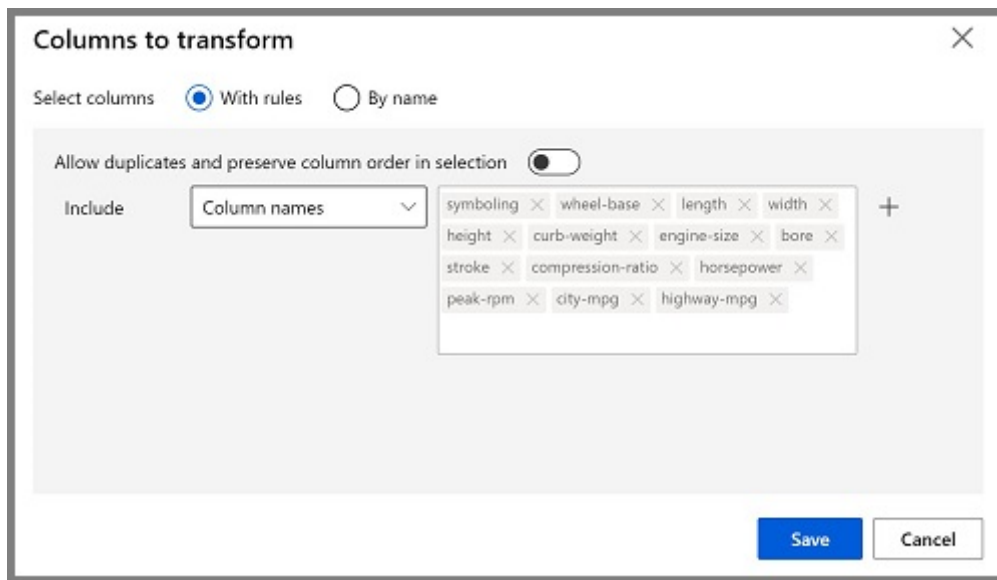 Columns to transform
Select columns With rules By name
Allow duplicates and preserve column order in selection
Include Column names symboling wheel-base length width
height curb-weight engine-size bore
stroke compression-ratio horsepower
peak-rpm city-mpg highway-mpg
Save Cancel